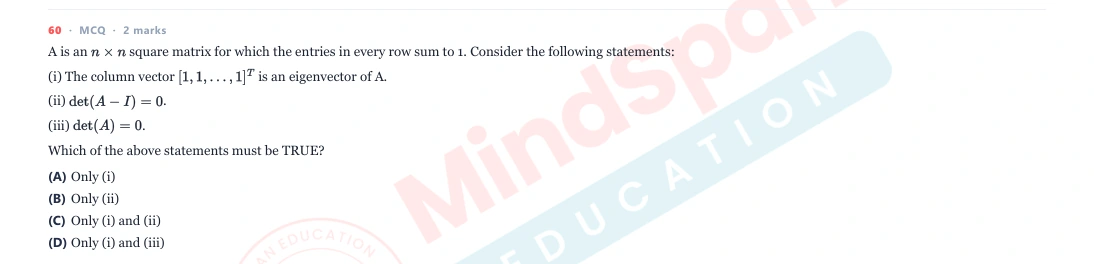 60 · MCQ · 2 marks
A is an n × n square matrix for which the entries in every row sum to 1. Consider the following statements:
(i) The column vector [1, 1, . . . , 1]^T is an eigenvector of A.
(ii) det(A − I) = 0.
(iii) det(A) = 0.
Which of the above statements must be TRUE?
(A) Only (i)
(B) Only (ii)
(C) Only (i) and (ii)
(D) Only (i) and (iii)
Mindspa
EDUCATION
AN EDUCATION